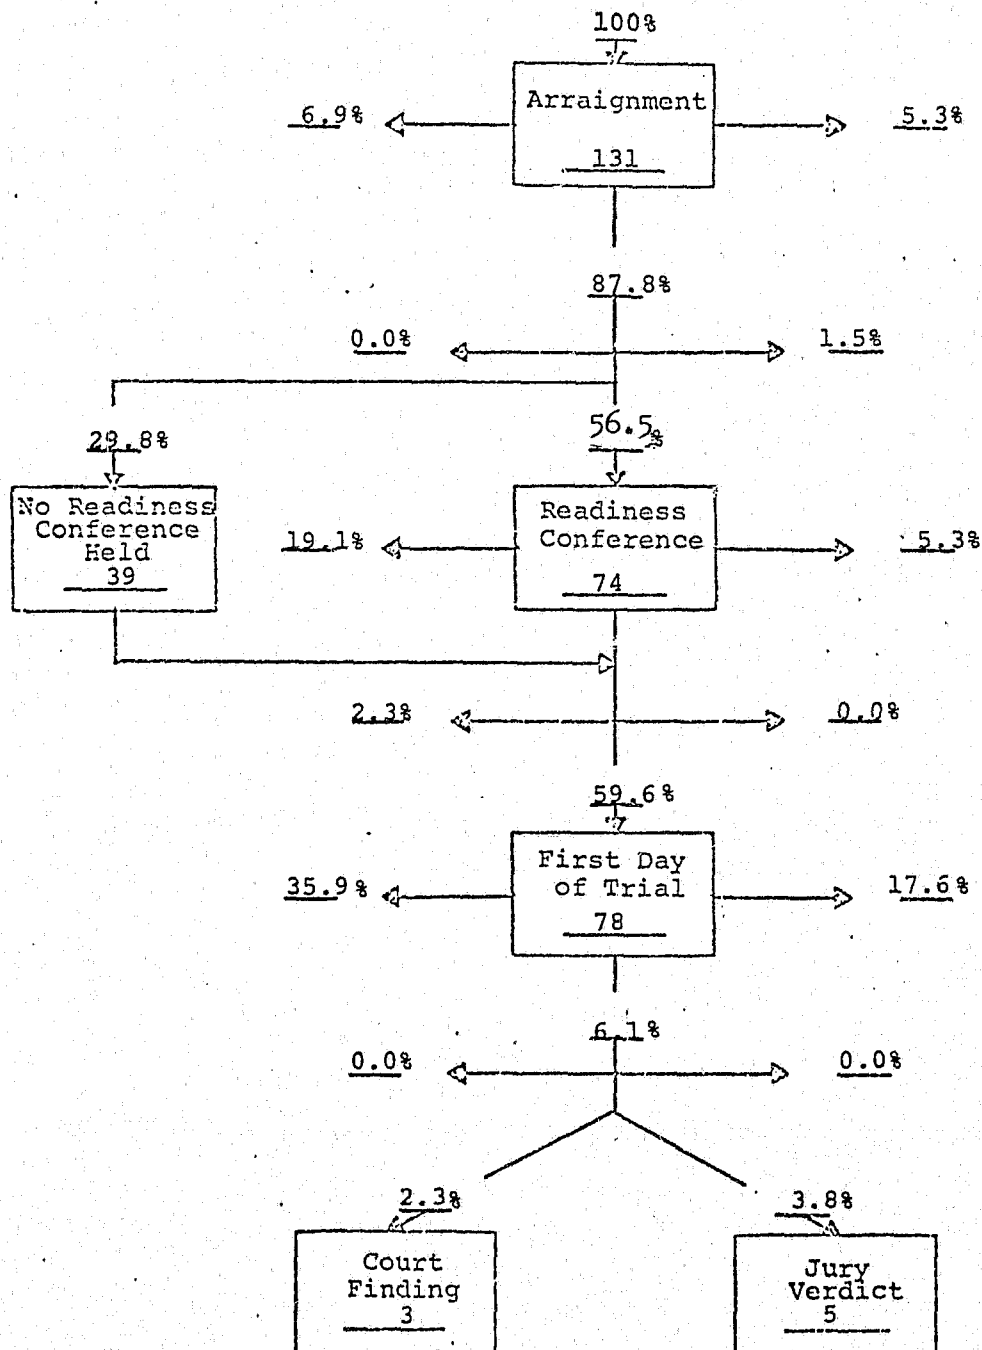 100%
Arraignment
131
6.9%
5.3%
87.8%
0.0%
1.5%
29.8%
56.5%
No Readiness
Conference
Held
39
19.1%
Readiness
Conference
74
5.3%
2.3%
0.0%
59.6%
35.9%
First Day
of Trial
78
17.6%
6.1%
0.0%
0.0%
2.3%
3.8%
Court
Finding
3
Jury
Verdict
5